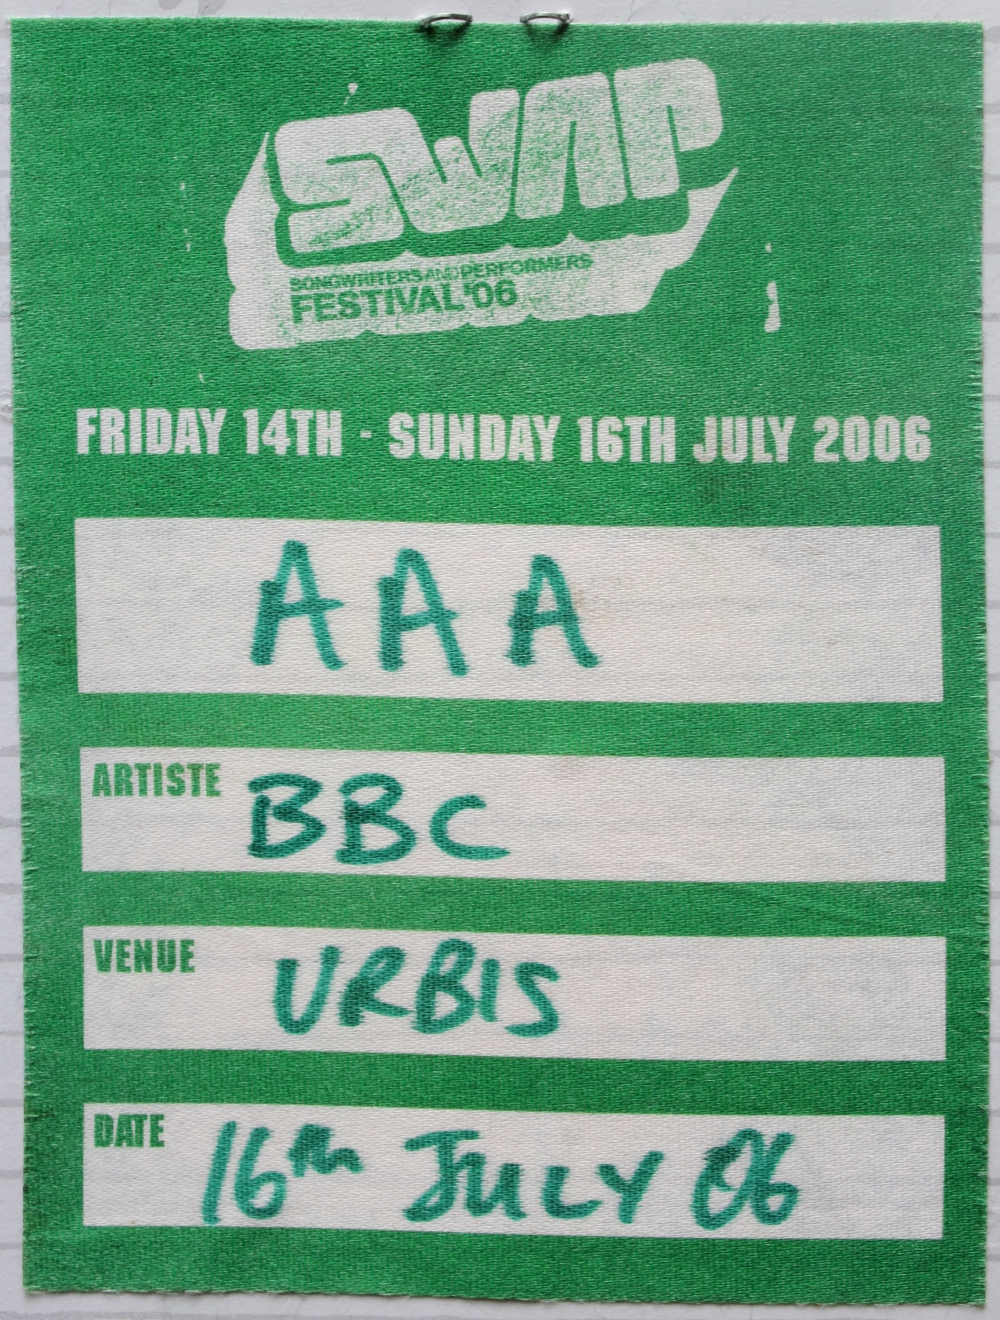 SWAP
SONGWRITERS AND PERFORMERS
FESTIVAL'06
FRIDAY 14TH - SUNDAY 16TH JULY 2006
AAA
ARTISTE BBC
VENUE URBIS
DATE 16th JULY 06